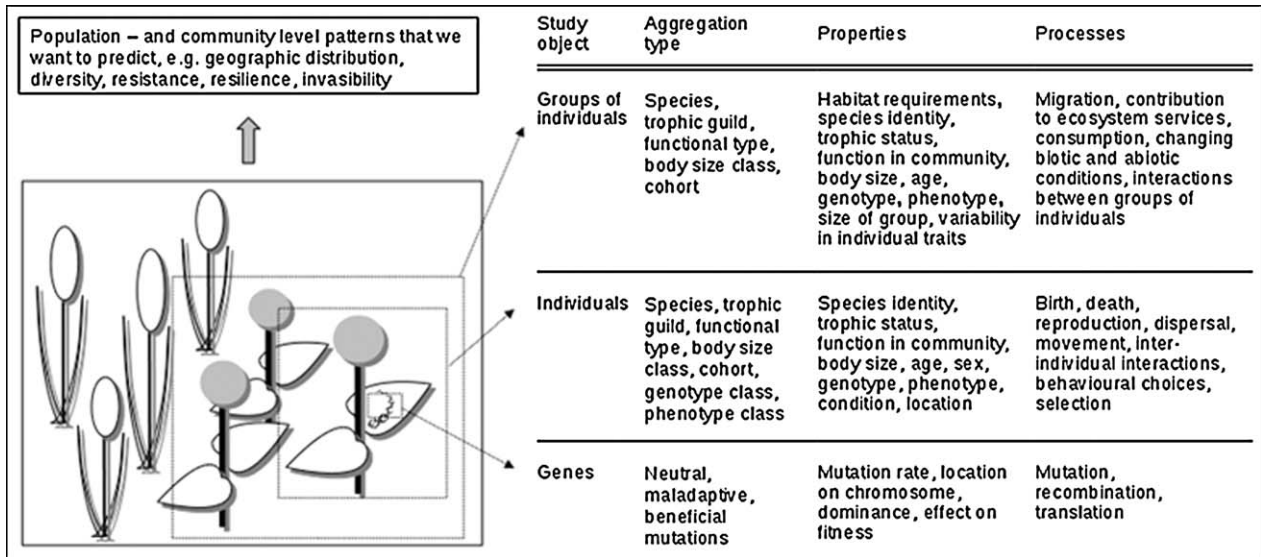 Population – and community level patterns that we
want to predict, e.g. geographic distribution,
diversity, resistance, resilience, invasibility
Study
object
Aggregation
type
Properties
Processes
Groups of
individuals
Species,
trophic guild,
functional type,
body size class,
cohort
Habitat requirements,
species identity,
trophic status,
function in community,
body size, age,
genotype, phenotype,
size of group, variability
in individual traits
Migration, contribution
to ecosystem services,
consumption, changing
biotic and abiotic
conditions, interactions
between groups of
individuals
Individuals
Species, trophic
guild, functional
type, body size
class, cohort,
genotype class,
phenotype class
Species identity,
trophic status,
function in community,
body size, age, sex,
genotype, phenotype,
condition, location
Birth, death,
reproduction, dispersal,
movement, inter-
individual interactions,
behavioural choices,
selection
Genes
Neutral,
maladaptive,
beneficial
mutations
Mutation rate, location
on chromosome,
dominance, effect on
fitness
Mutation,
recombination,
translation